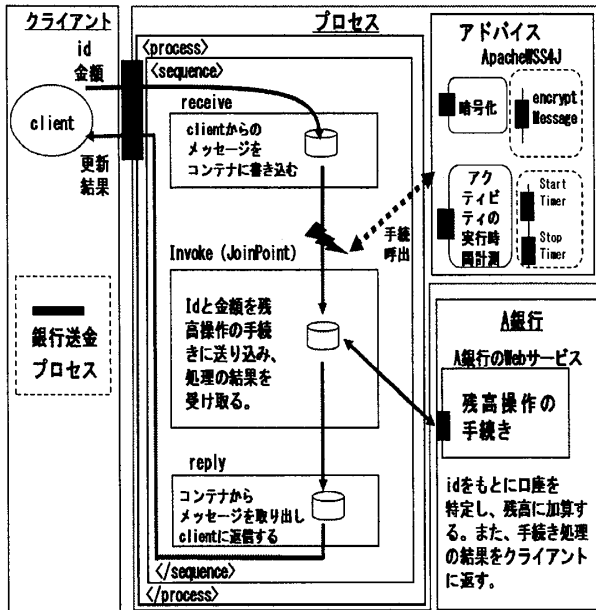 クライアント
id
金額
client
更新
結果
銀行送金
プロセス
プロセス
<process>
<sequence>
receive
clientからの
メッセージを
コンテナに書き込む
手続
呼出
Invoke (JoinPoint)
Idと金額を残
高操作の手続
きに送り込み、
処理の結果を
受け取る。
reply
コンテナから
メッセージを取り出し
clientに返信する
</sequence>
</process>
アドバイス
ApacheWSS4J
暗号化
encrypt
Message
アク
ティビ
ティの
実行時
間計測
Start
Timer
Stop
Timer
A銀行
A銀行のWebサービス
残高操作の
手続き
idをもとに口座を
特定し、残高に加算す
る。また、手続き処理
の結果をクライアント
に返す。